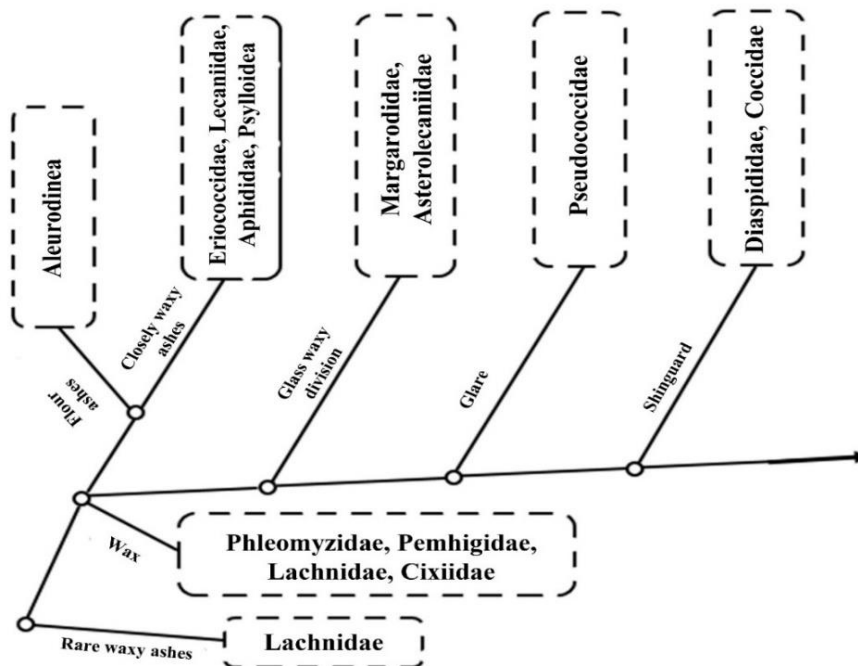 Aleurodinea
Eriococcidae, Lecaniidae,
Aphididae, Psylloidea
Margarodidae,
Asterolecaniidae
Pseudococcidae
Diaspididae, Coccidae
Flour
ashes
Closely waxy
ashes
Glass waxy
division
Glare
Shinguard
Wax
Phleomyzidae, Pemhigidae,
Lachnidae, Cixiidae
Rare waxy ashes
Lachnidae